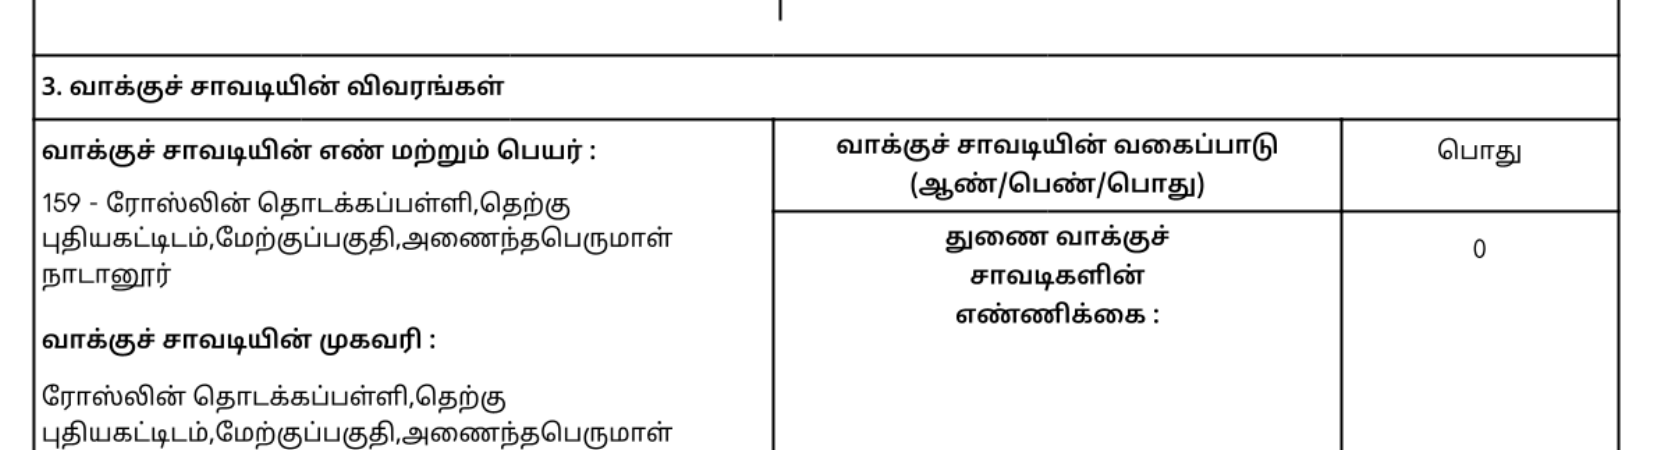 3. வாக்குச் சாவடியின் விவரங்கள்
வாக்குச் சாவடியின் எண் மற்றும் பெயர் :
159 - ரோஸ்லின் தொடக்கப்பள்ளி,தெற்கு
புதியகட்டிடம்,மேற்குப்பகுதி,அணைந்தபெருமாள்
நாடானூர்
வாக்குச் சாவடியின் முகவரி :
ரோஸ்லின் தொடக்கப்பள்ளி,தெற்கு
புதியகட்டிடம்,மேற்குப்பகுதி,அணைந்தபெருமாள்
வாக்குச் சாவடியின் வகைப்பாடு
(ஆண்/பெண்/பொது)
பொது
துணை வாக்குச்
சாவடிகளின்
எண்ணிக்கை :
0